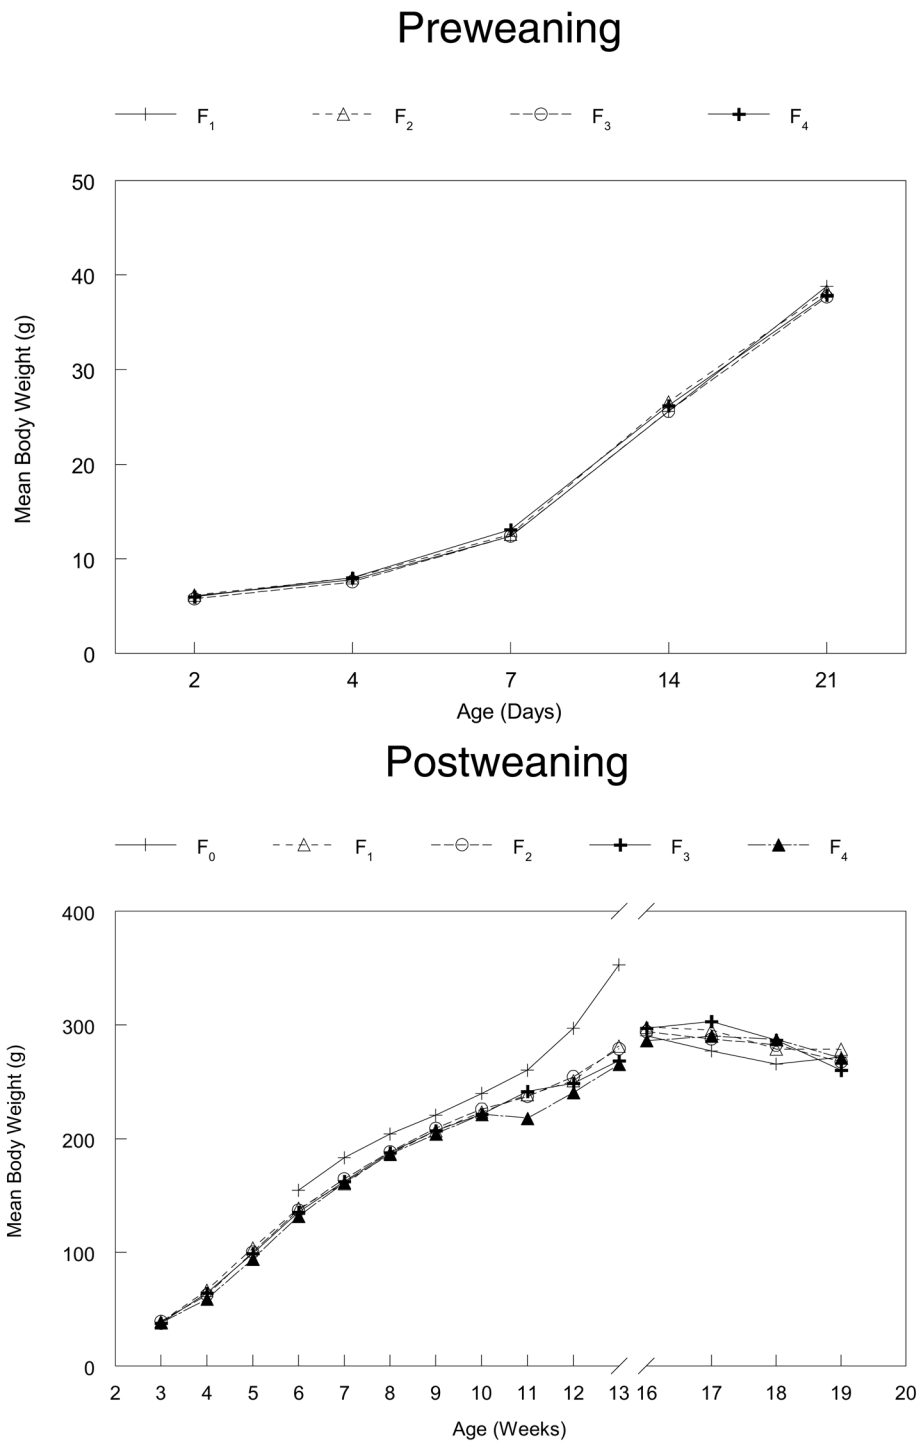 Preweaning
F1 F2 F3 F4
50
40
30
20
10
0
Mean Body Weight (g)
2 4 7 14 21
Age (Days)
Postweaning
F0 F1 F2 F3 F4
400
300
200
100
0
Mean Body Weight (g)
2 3 4 5 6 7 8 9 10 11 12 13 16 17 18 19 20
Age (Weeks)